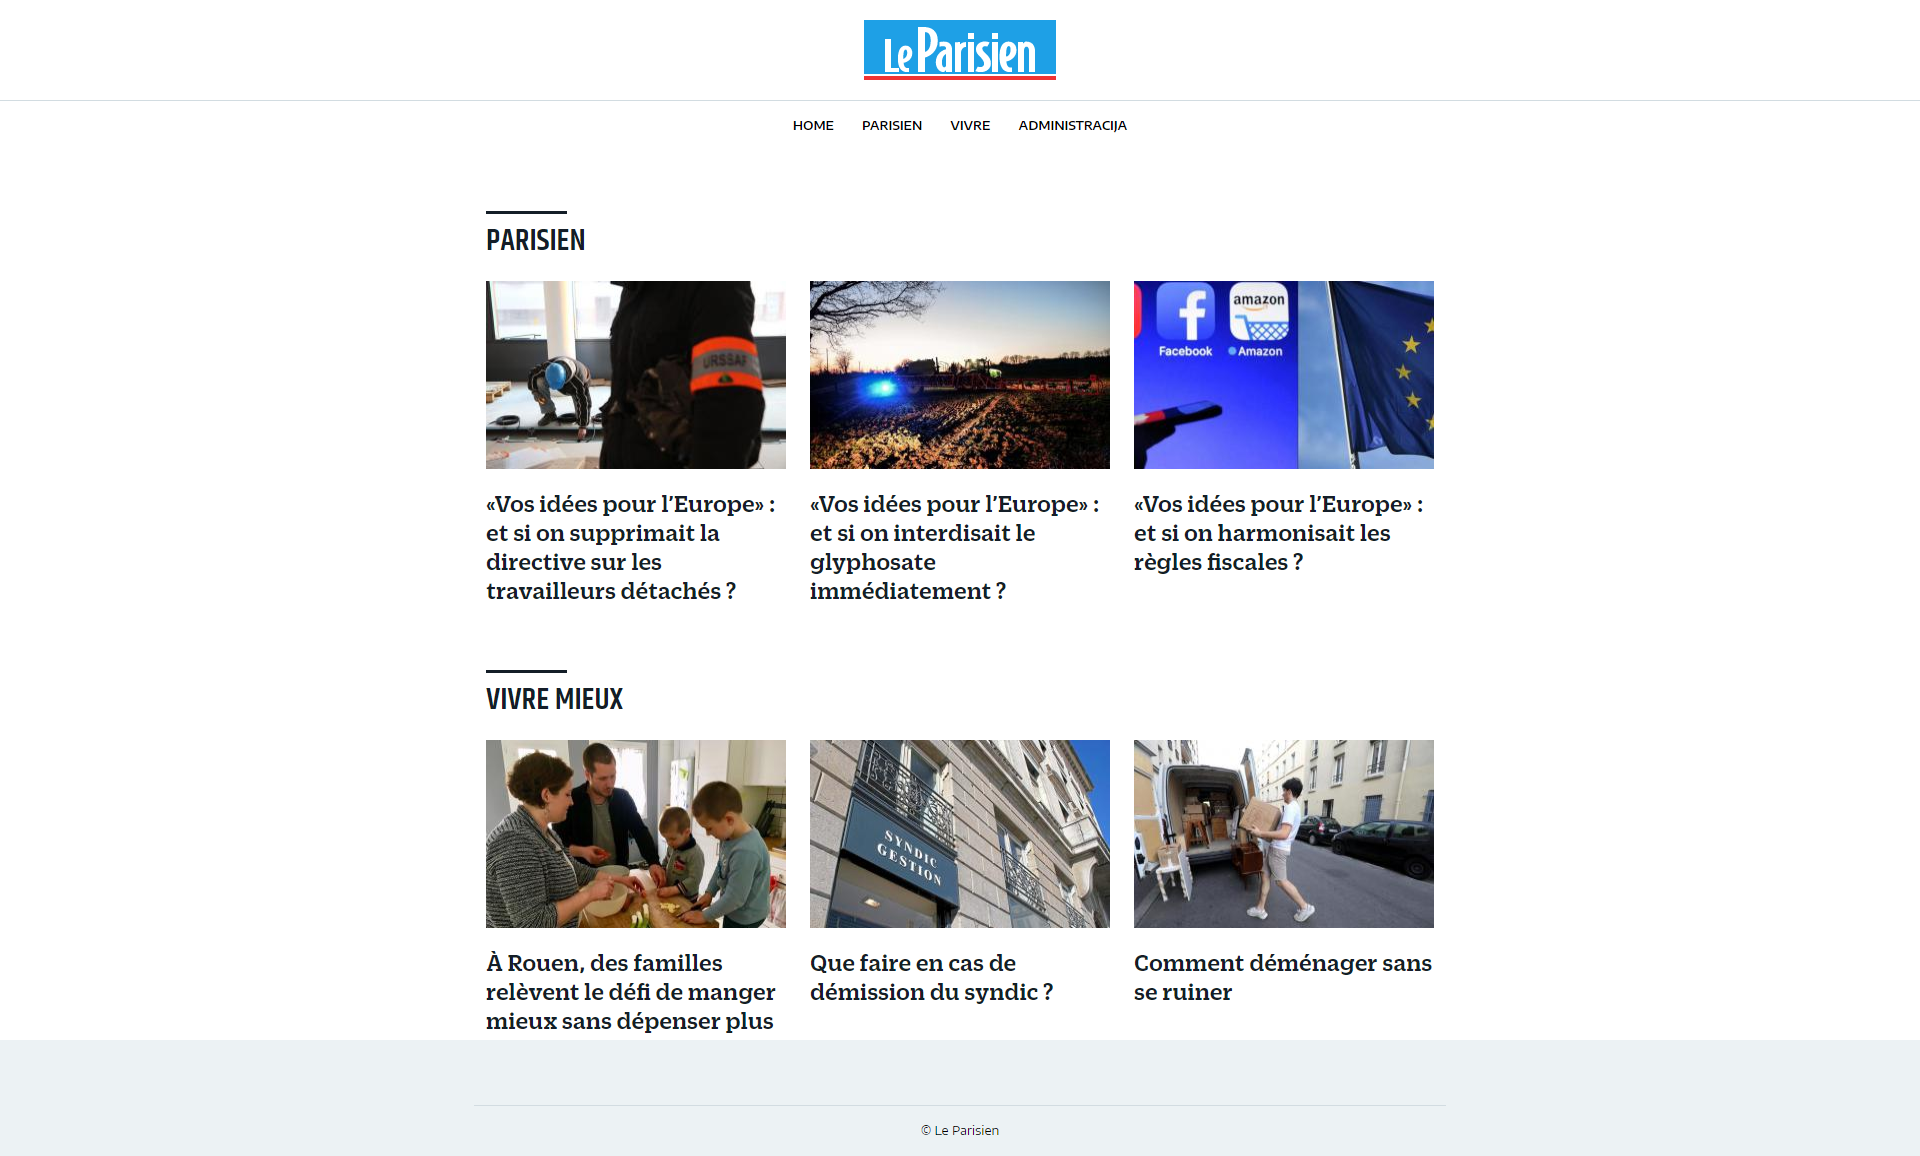 Le Parisien
HOME
PARISIEN
VIVRE
ADMINISTRACIJA
PARISIEN
URSSAF
amazon
Facebook
Amazon
«Vos idées pour l'Europe» :
et si on supprimait la
directive sur les
travailleurs détachés ?
«Vos idées pour l'Europe» :
et si on interdisait le
glyphosate
immédiatement ?
«Vos idées pour l'Europe» :
et si on harmonisait les
règles fiscales ?
VIVRE MIEUX
SYNDIC
GESTION
À Rouen, des familles
relèvent le défi de manger
mieux sans dépenser plus
Que faire en cas de
démission du syndic ?
Comment déménager sans
se ruiner
© Le Parisien